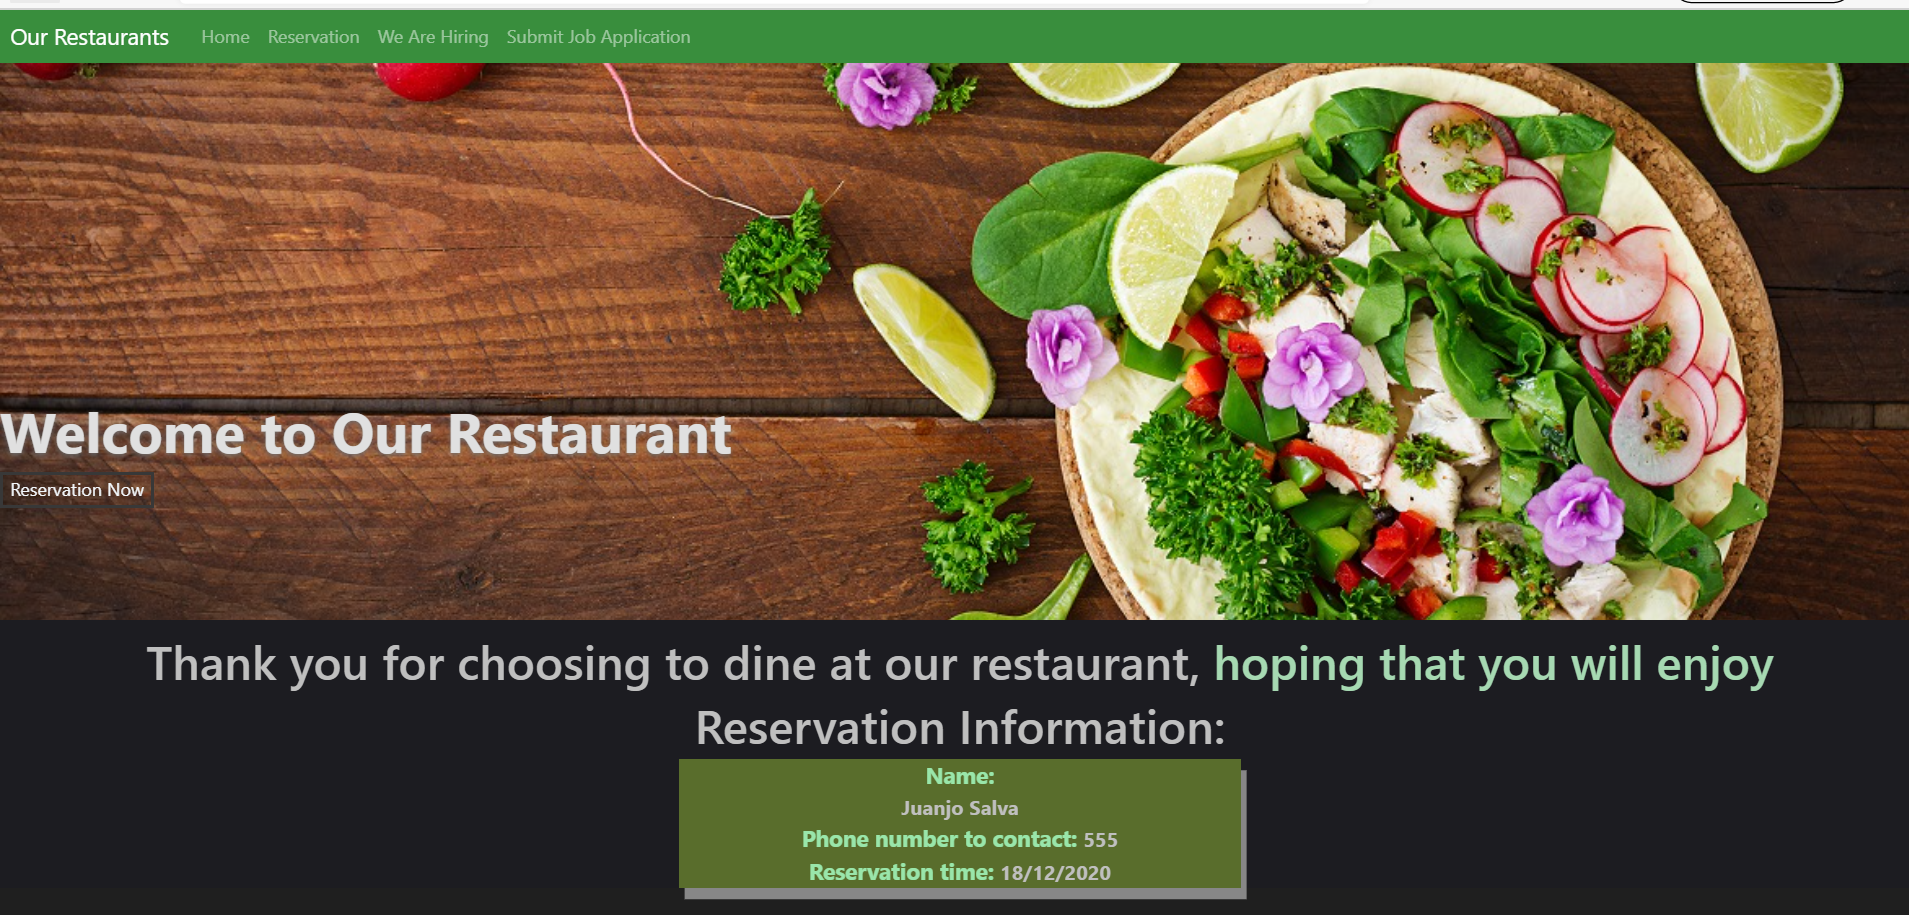 Our Restaurants Home Reservation We Are Hiring Submit Job Application
Welcome to Our Restaurant
Reservation Now
Thank you for choosing to dine at our restaurant, hoping that you will enjoy
Reservation Information:
Name:
Juanjo Salva
Phone number to contact: 555
Reservation time: 18/12/2020